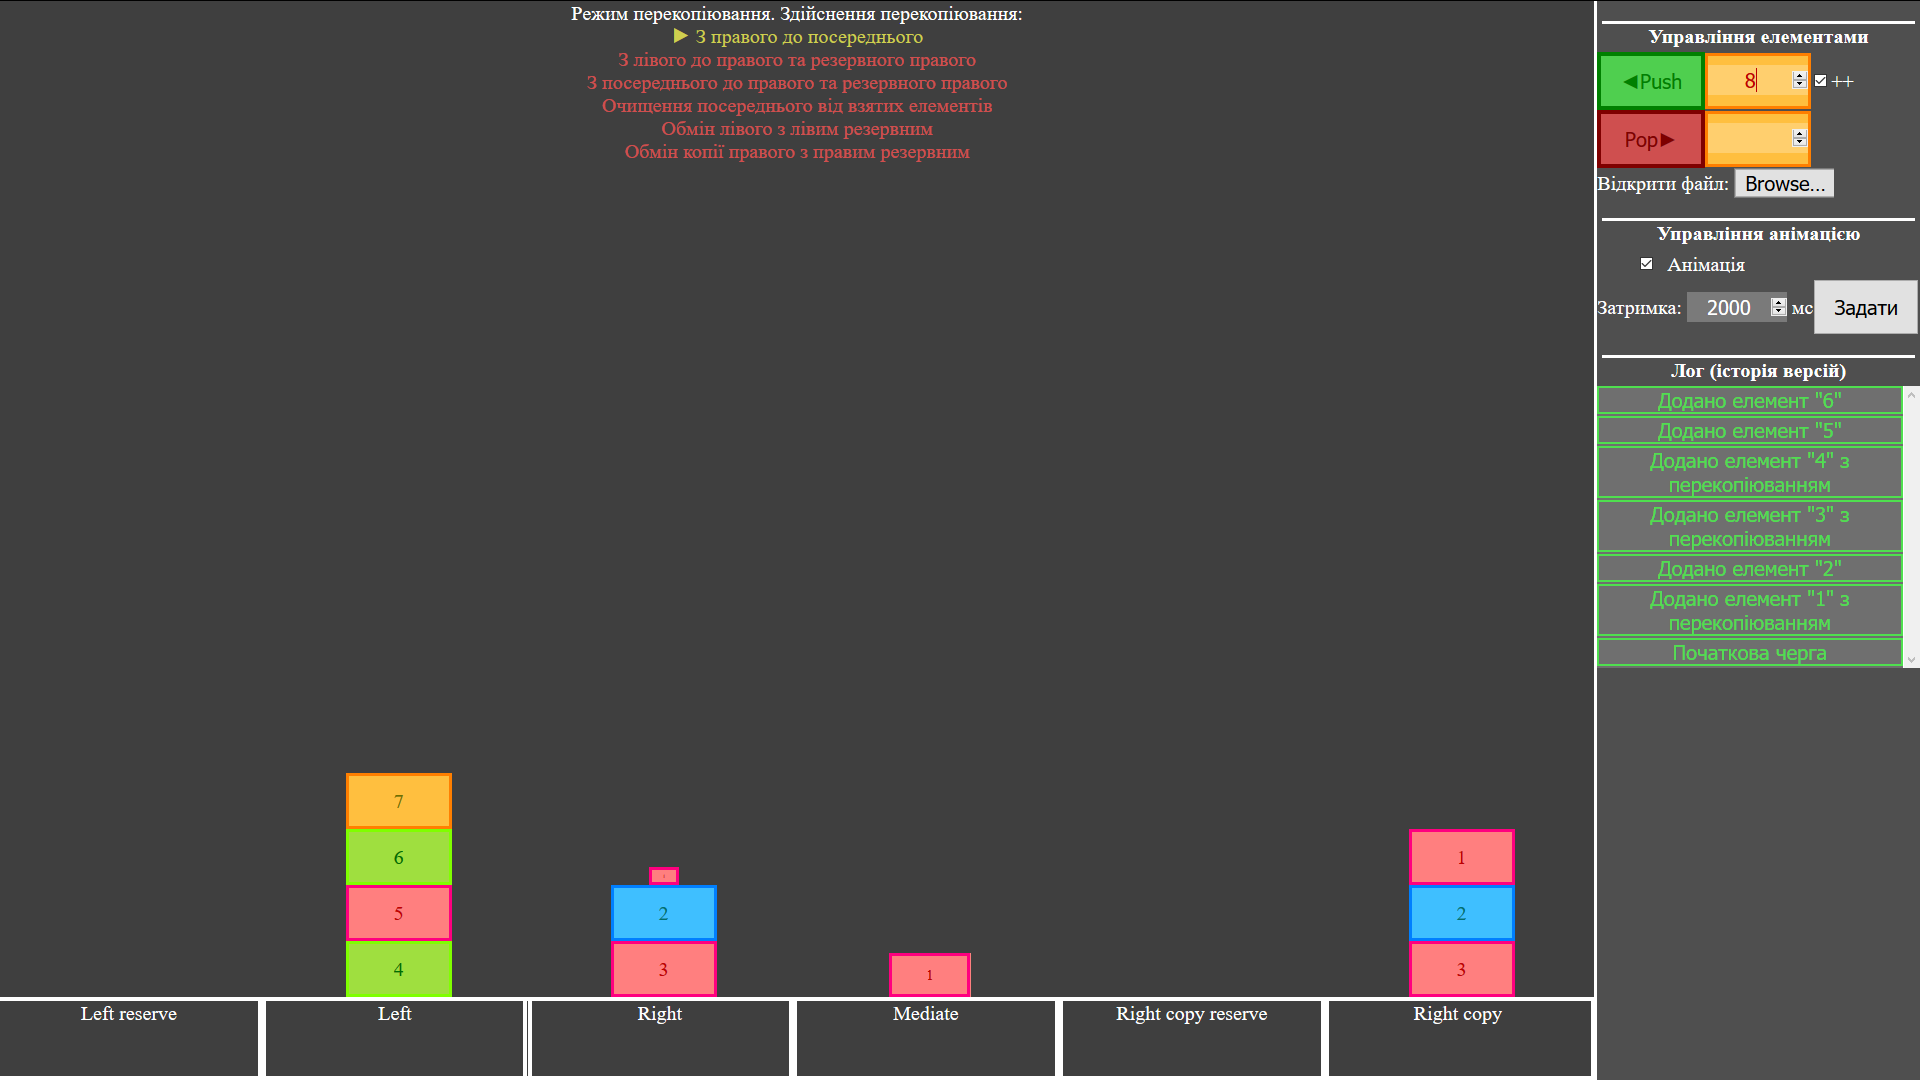 Режим перекопіювання. Здійснення перекопіювання:
▶ З правого до посереднього
З лівого до правого та резервного правого
З посереднього до правого та резервного правого
Очищення посереднього від взятих елементів
Обмін лівого з лівим резервним
Обмін копії правого з правим резервним
Управління елементами
◀Push 8 ++
Pop▶
Відкрити файл: Browse...
Управління анімацією
Анімація
Затримка: 2000 мс Задати
Лог (історія версій)
Додано елемент "6"
Додано елемент "5"
Додано елемент "4" з
перекопіюванням
Додано елемент "3" з
перекопіюванням
Додано елемент "2"
Додано елемент "1" з
перекопіюванням
Початкова черга
7
6
5
4
2
3
1
1
2
3
Left reserve
Left
Right
Mediate
Right copy reserve
Right copy